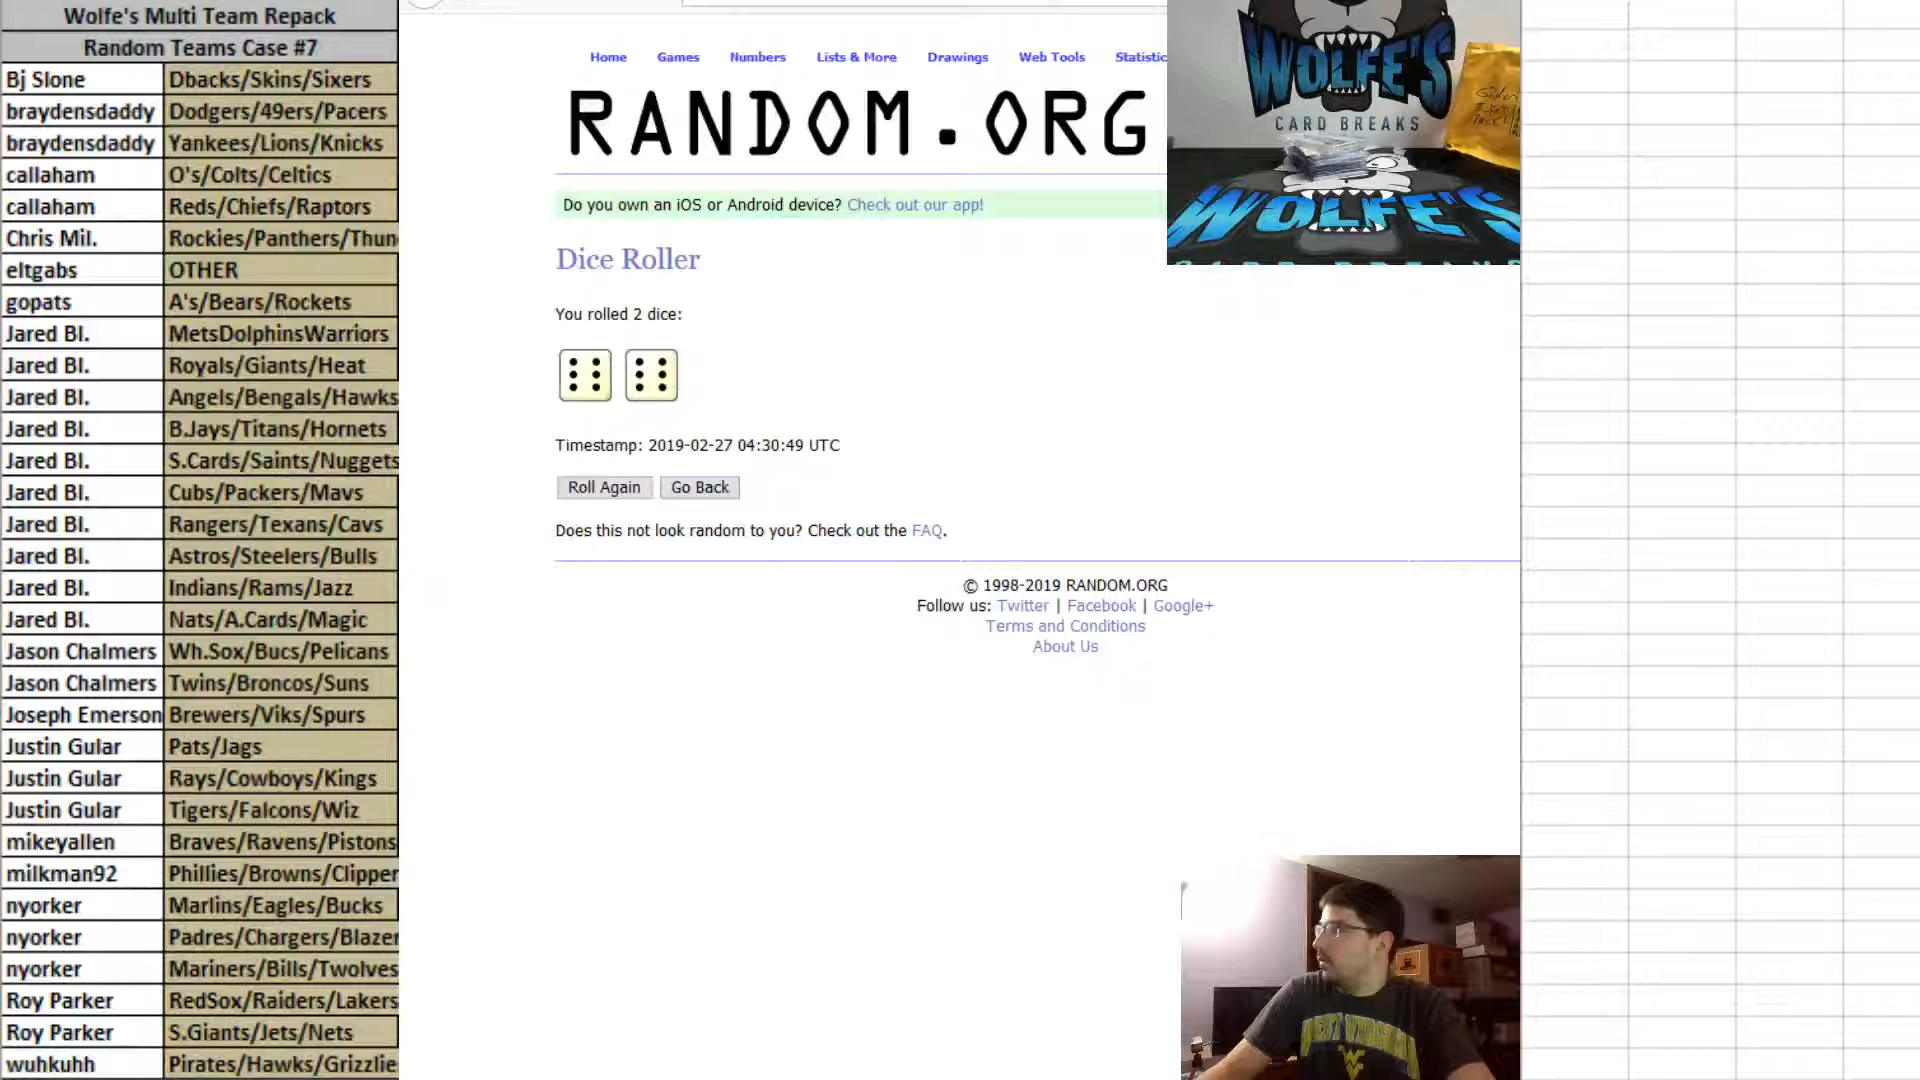 Wolfe's Multi Team Repack
Random Teams Case #7
Bj Slone Dbacks/Skins/Sixers
braydensdaddy Dodgers/49ers/Pacers
braydensdaddy Yankees/Lions/Knicks
callaham O's/Colts/Celtics
callaham Reds/Chiefs/Raptors
Chris Mil. Rockies/Panthers/Thun
eltgabs OTHER
gopats A's/Bears/Rockets
Jared Bl. MetsDolphinsWarriors
Jared Bl. Royals/Giants/Heat
Jared Bl. Angels/Bengals/Hawks
Jared Bl. B.Jays/Titans/Hornets
Jared Bl. S.Cards/Saints/Nuggets
Jared Bl. Cubs/Packers/Mavs
Jared Bl. Rangers/Texans/Cavs
Jared Bl. Astros/Steelers/Bulls
Jared Bl. Indians/Rams/Jazz
Jared Bl. Nats/A.Cards/Magic
Jason Chalmers Wh.Sox/Bucs/Pelicans
Jason Chalmers Twins/Broncos/Suns
Joseph Emerson Brewers/Viks/Spurs
Justin Gular Pats/Jags
Justin Gular Rays/Cowboys/Kings
Justin Gular Tigers/Falcons/Wiz
mikeyallen Braves/Ravens/Pistons
milkman92 Phillies/Browns/Clipper
nyorker Marlins/Eagles/Bucks
nyorker Padres/Chargers/Blazer
nyorker Mariners/Bills/Twolves
Roy Parker RedSox/Raiders/Lakers
Roy Parker S.Giants/Jets/Nets
wuhkuhh Pirates/Hawks/Grizzlie
Home Games Numbers Lists & More Drawings Web Tools Statistic
RANDOM.ORG
Do you own an iOS or Android device? Check out our app!
Dice Roller
You rolled 2 dice:
Timestamp: 2019-02-27 04:30:49 UTC
Roll Again Go Back
Does this not look random to you? Check out the FAQ.
© 1998-2019 RANDOM.ORG
Follow us: Twitter | Facebook | Google+
Terms and Conditions
About Us
WOLFE'S
CARD BREAKS
WOLFE'S
WV